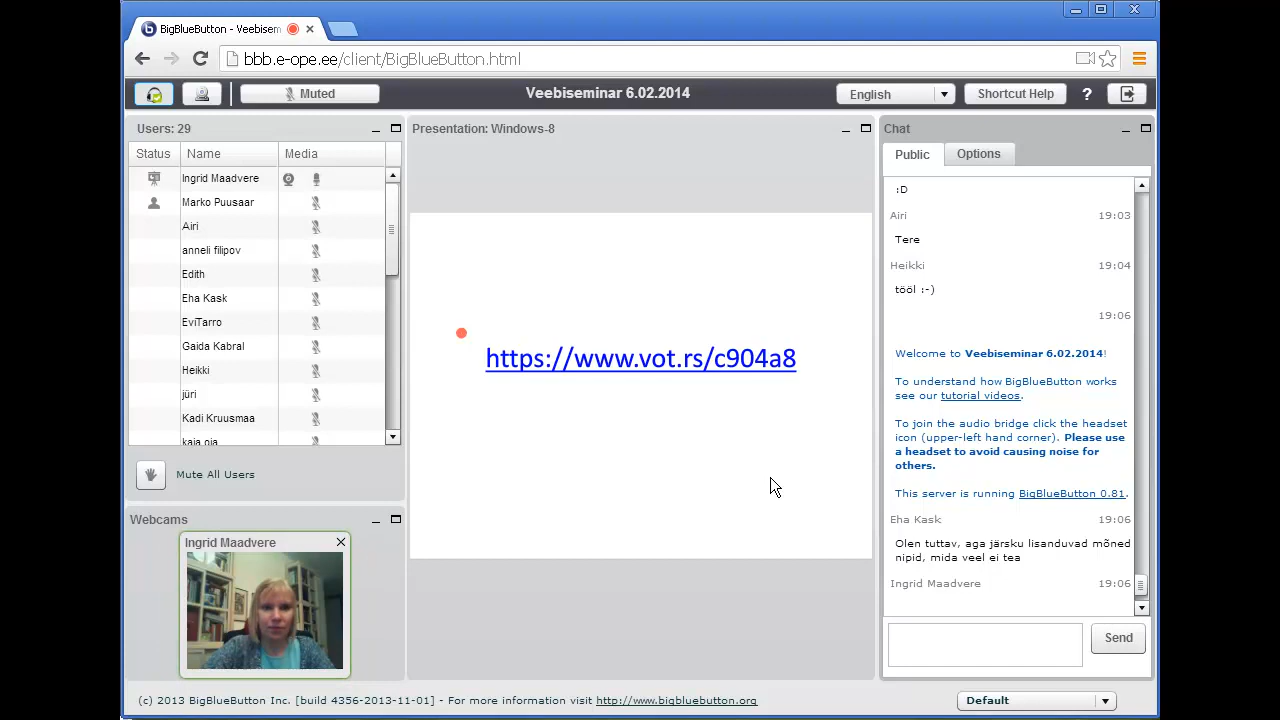 BigBlueButton - Veebisem
bbb.e-ope.ee/client/BigBlueButton.html
Muted
Veebiseminar 6.02.2014
English
Shortcut Help
?
Users: 29
Status Name Media
Ingrid Maadvere
Marko Puusaar
Airi
anneli filipov
Edith
Eha Kask
EviTarro
Gaida Kabral
Heikki
jüri
Kadi Kruusmaa
kaja oja
Mute All Users
Webcams
Ingrid Maadvere
Presentation: Windows-8
https://www.vot.rs/c904a8
Chat
Public Options
:D
Airi 19:03
Tere
Heikki 19:04
tööl :-)
19:06
Welcome to Veebiseminar 6.02.2014!
To understand how BigBlueButton works
see our tutorial videos.
To join the audio bridge click the headset
icon (upper-left hand corner). Please use
a headset to avoid causing noise for
others.
This server is running BigBlueButton 0.81.
Eha Kask 19:06
Olen tuttav, aga järsku lisanduvad mõned
nipid, mida veel ei tea
Ingrid Maadvere 19:06
Send
(c) 2013 BigBlueButton Inc. [build 4356-2013-11-01] - For more information visit http://www.bigbluebutton.org
Default